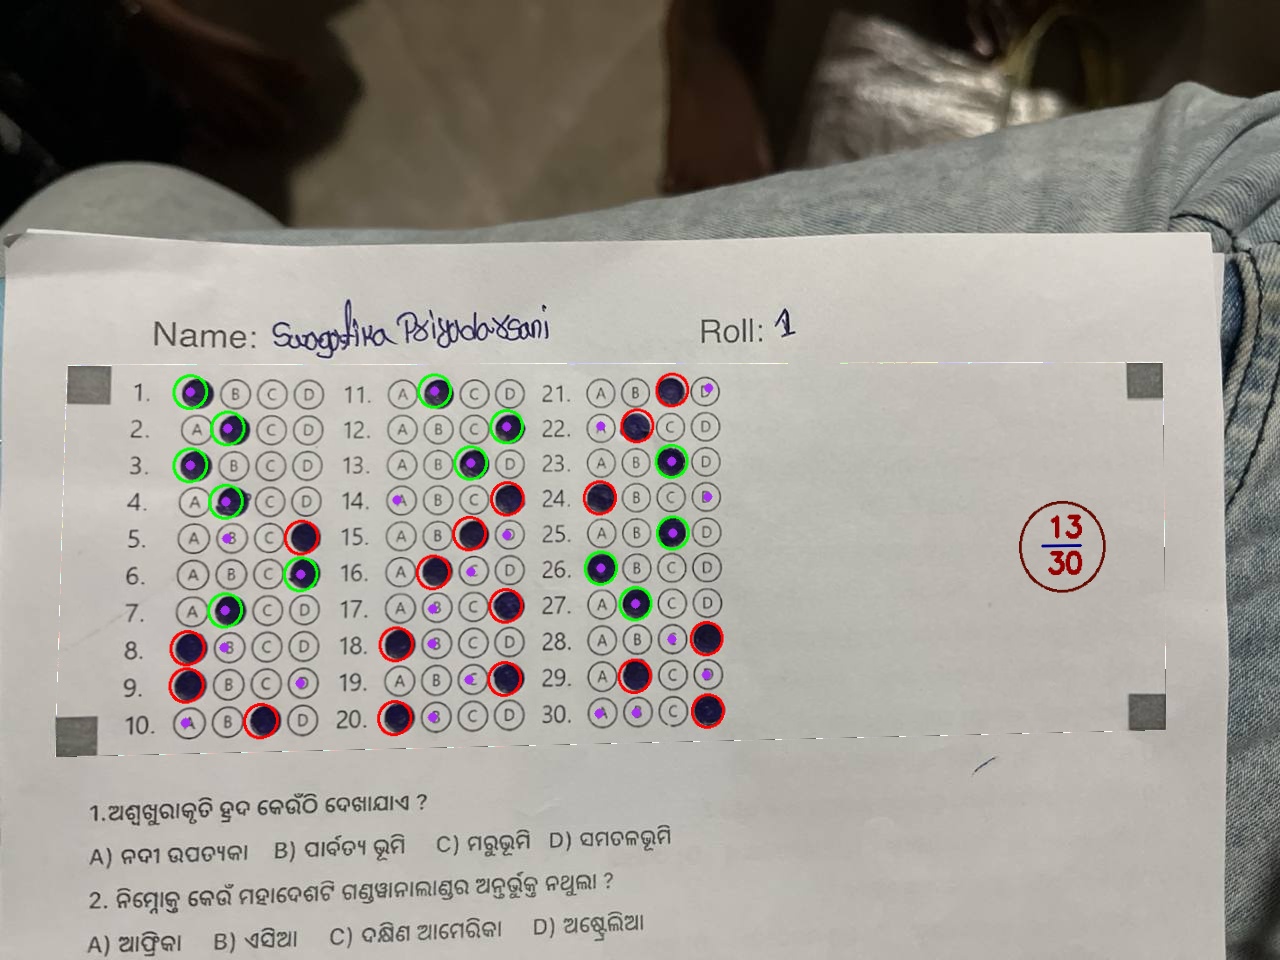 Name: Swagatika Priyadarsani Roll: 1
1. A B C D 11. A B C D 21. A B C D
2. A B C D 12. A B C D 22. A B C D
3. A B C D 13. A B C D 23. A B C D
4. A B C D 14. A B C D 24. A B C D
5. A B C D 15. A B C D 25. A B C D
6. A B C D 16. A B C D 26. A B C D
7. A B C D 17. A B C D 27. A B C D
8. A B C D 18. A B C D 28. A B C D
9. A B C D 19. A B C D 29. A B C D
10. A B C D 20. A B C D 30. A B C D
13
30
1.ଅଶ୍ୱଖୁରାକୃତି ହ୍ରଦ କେଉଁଠି ଦେଖାଯାଏ ?
A) ନଦୀ ଉପତ୍ୟକା B) ପାର୍ବତ୍ୟ ଭୂମି C) ମରୁଭୂମି D) ସମତଳଭୂମି
2. ନିମ୍ନୋକ୍ତ କେଉଁ ମହାଦେଶଟି ଗଣ୍ଡୱାନାଲାଣ୍ଡର ଅନ୍ତର୍ଭୁକ୍ତ ନଥିଲା ?
A) ଆଫ୍ରିକା B) ଏସିଆ C) ଦକ୍ଷିଣ ଆମେରିକା D) ଅଷ୍ଟ୍ରେଲିଆ